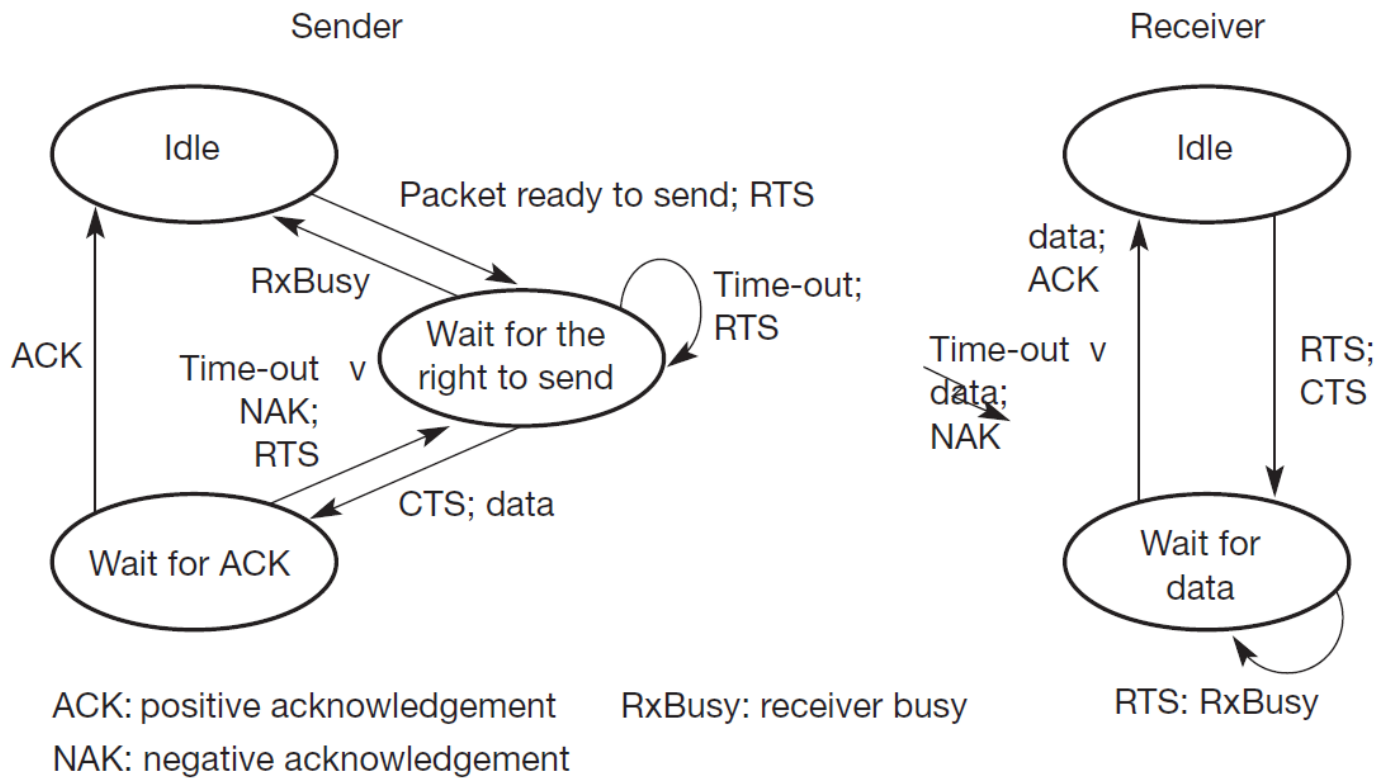 Sender
Receiver
Idle
Packet ready to send; RTS
RxBusy
Time-out;
RTS
Wait for the
right to send
ACK
Time-out v
NAK;
RTS
CTS; data
Wait for ACK
Idle
data;
ACK
Time-out v
data;
NAK
RTS;
CTS
Wait for
data
RTS: RxBusy
ACK: positive acknowledgement
RxBusy: receiver busy
NAK: negative acknowledgement